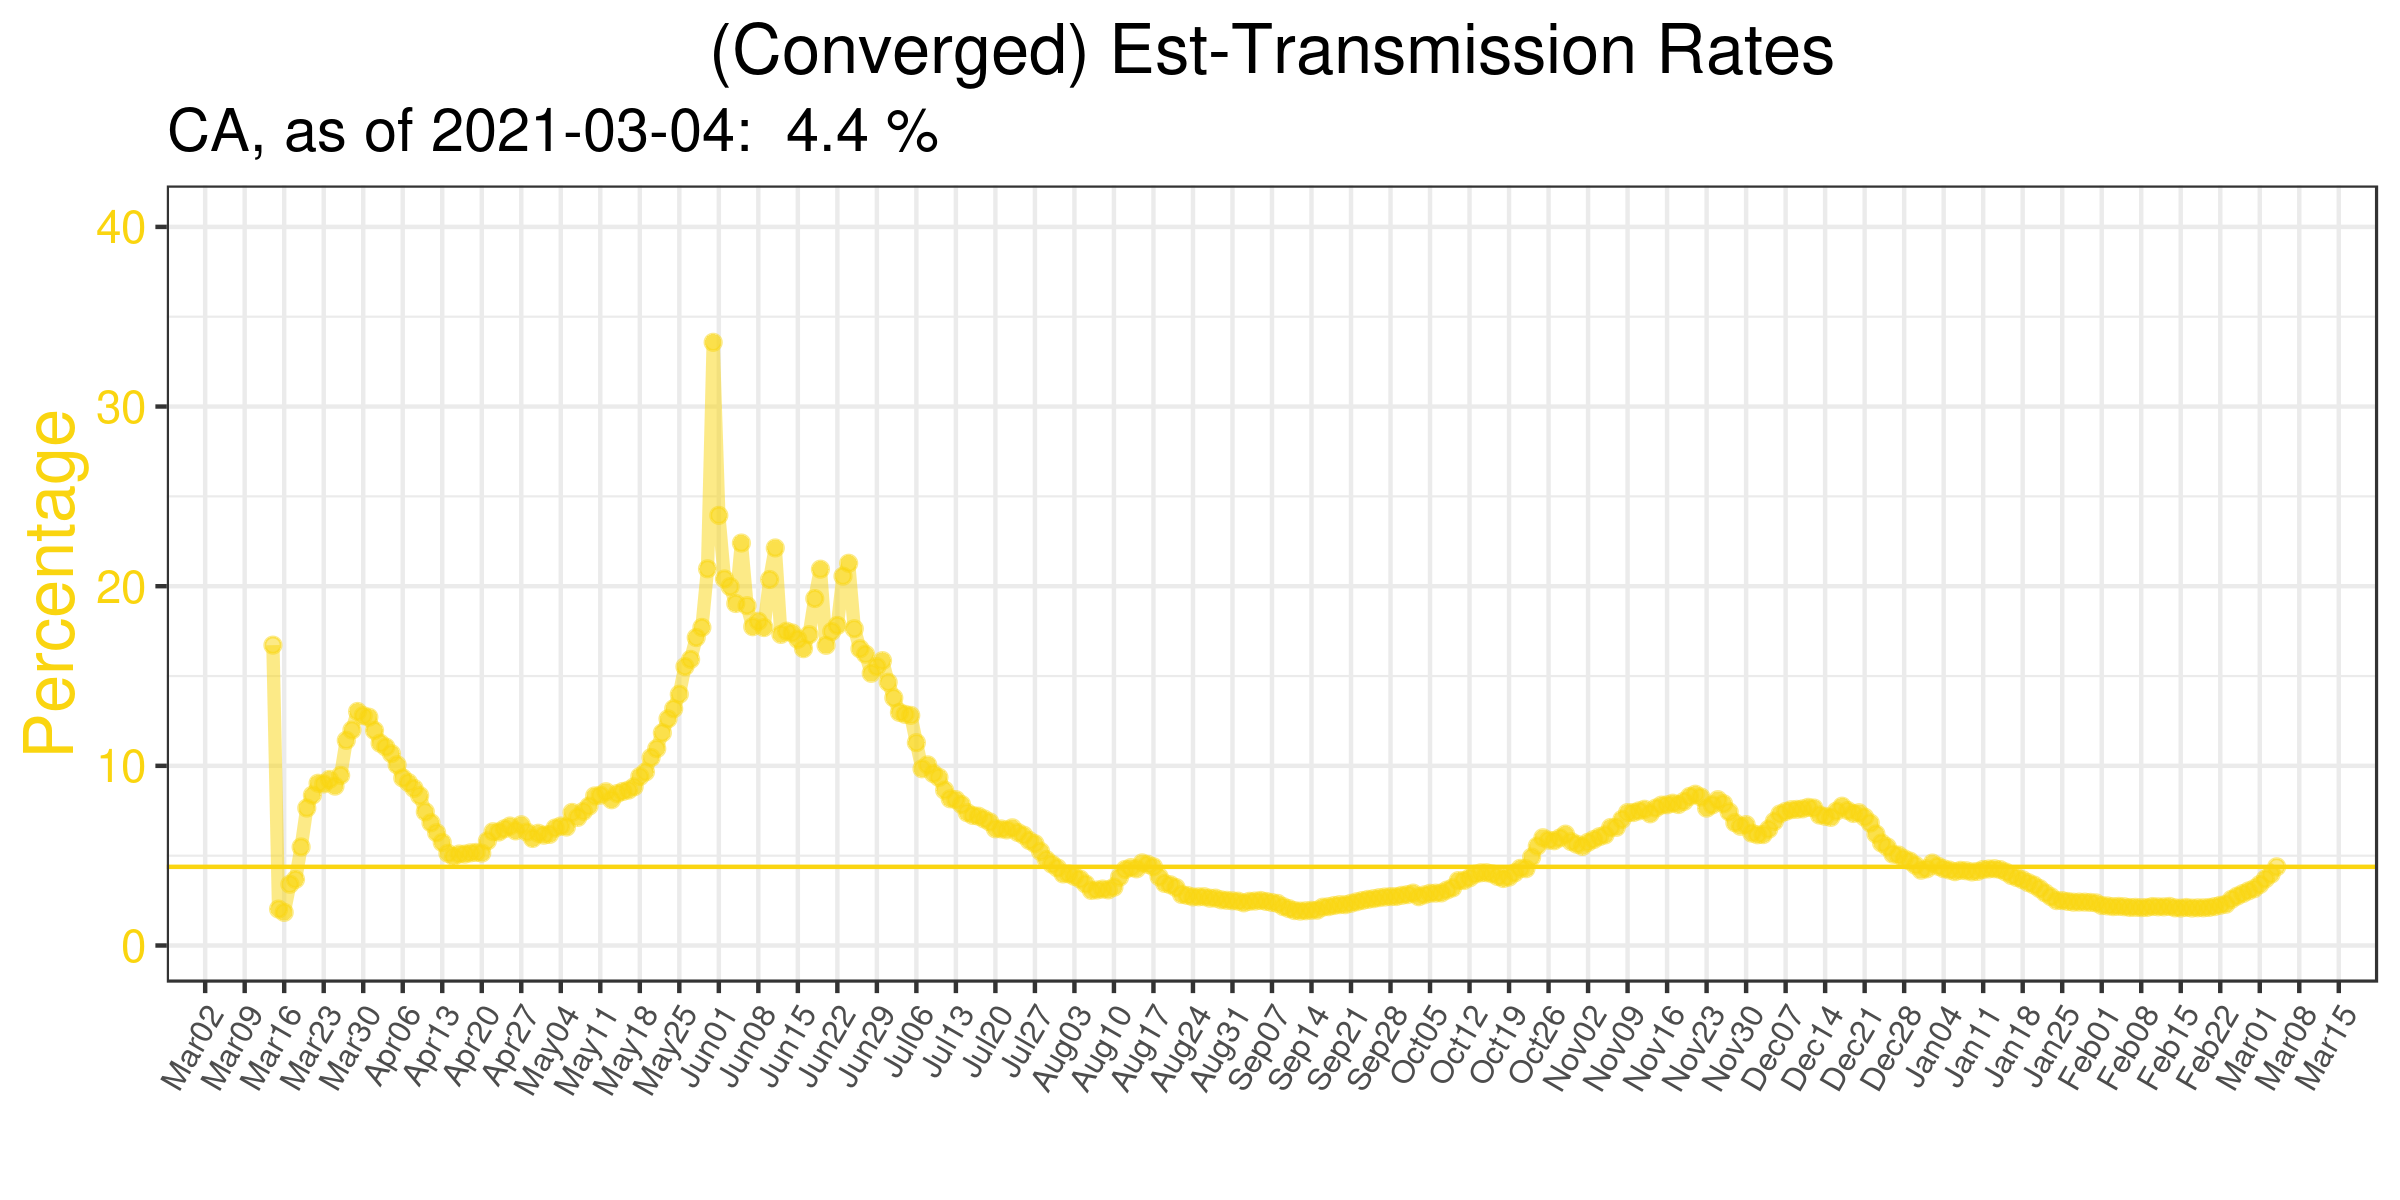 (Converged) Est-Transmission Rates
CA, as of 2021-03-04:  4.4 %
Percentage
40
30
20
10
0
Mar02
Mar09
Mar16
Mar23
Mar30
Apr06
Apr13
Apr20
Apr27
May04
May11
May18
May25
Jun01
Jun08
Jun15
Jun22
Jun29
Jul06
Jul13
Jul20
Jul27
Aug03
Aug10
Aug17
Aug24
Aug31
Sep07
Sep14
Sep21
Sep28
Oct05
Oct12
Oct19
Oct26
Nov02
Nov09
Nov16
Nov23
Nov30
Dec07
Dec14
Dec21
Dec28
Jan04
Jan11
Jan18
Jan25
Feb01
Feb08
Feb15
Feb22
Mar01
Mar08
Mar15